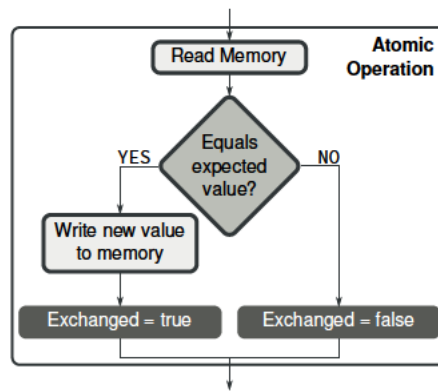 Read Memory
Atomic
Operation
Equals
expected
value?
YES
NO
Write new value
to memory
Exchanged = true
Exchanged = false